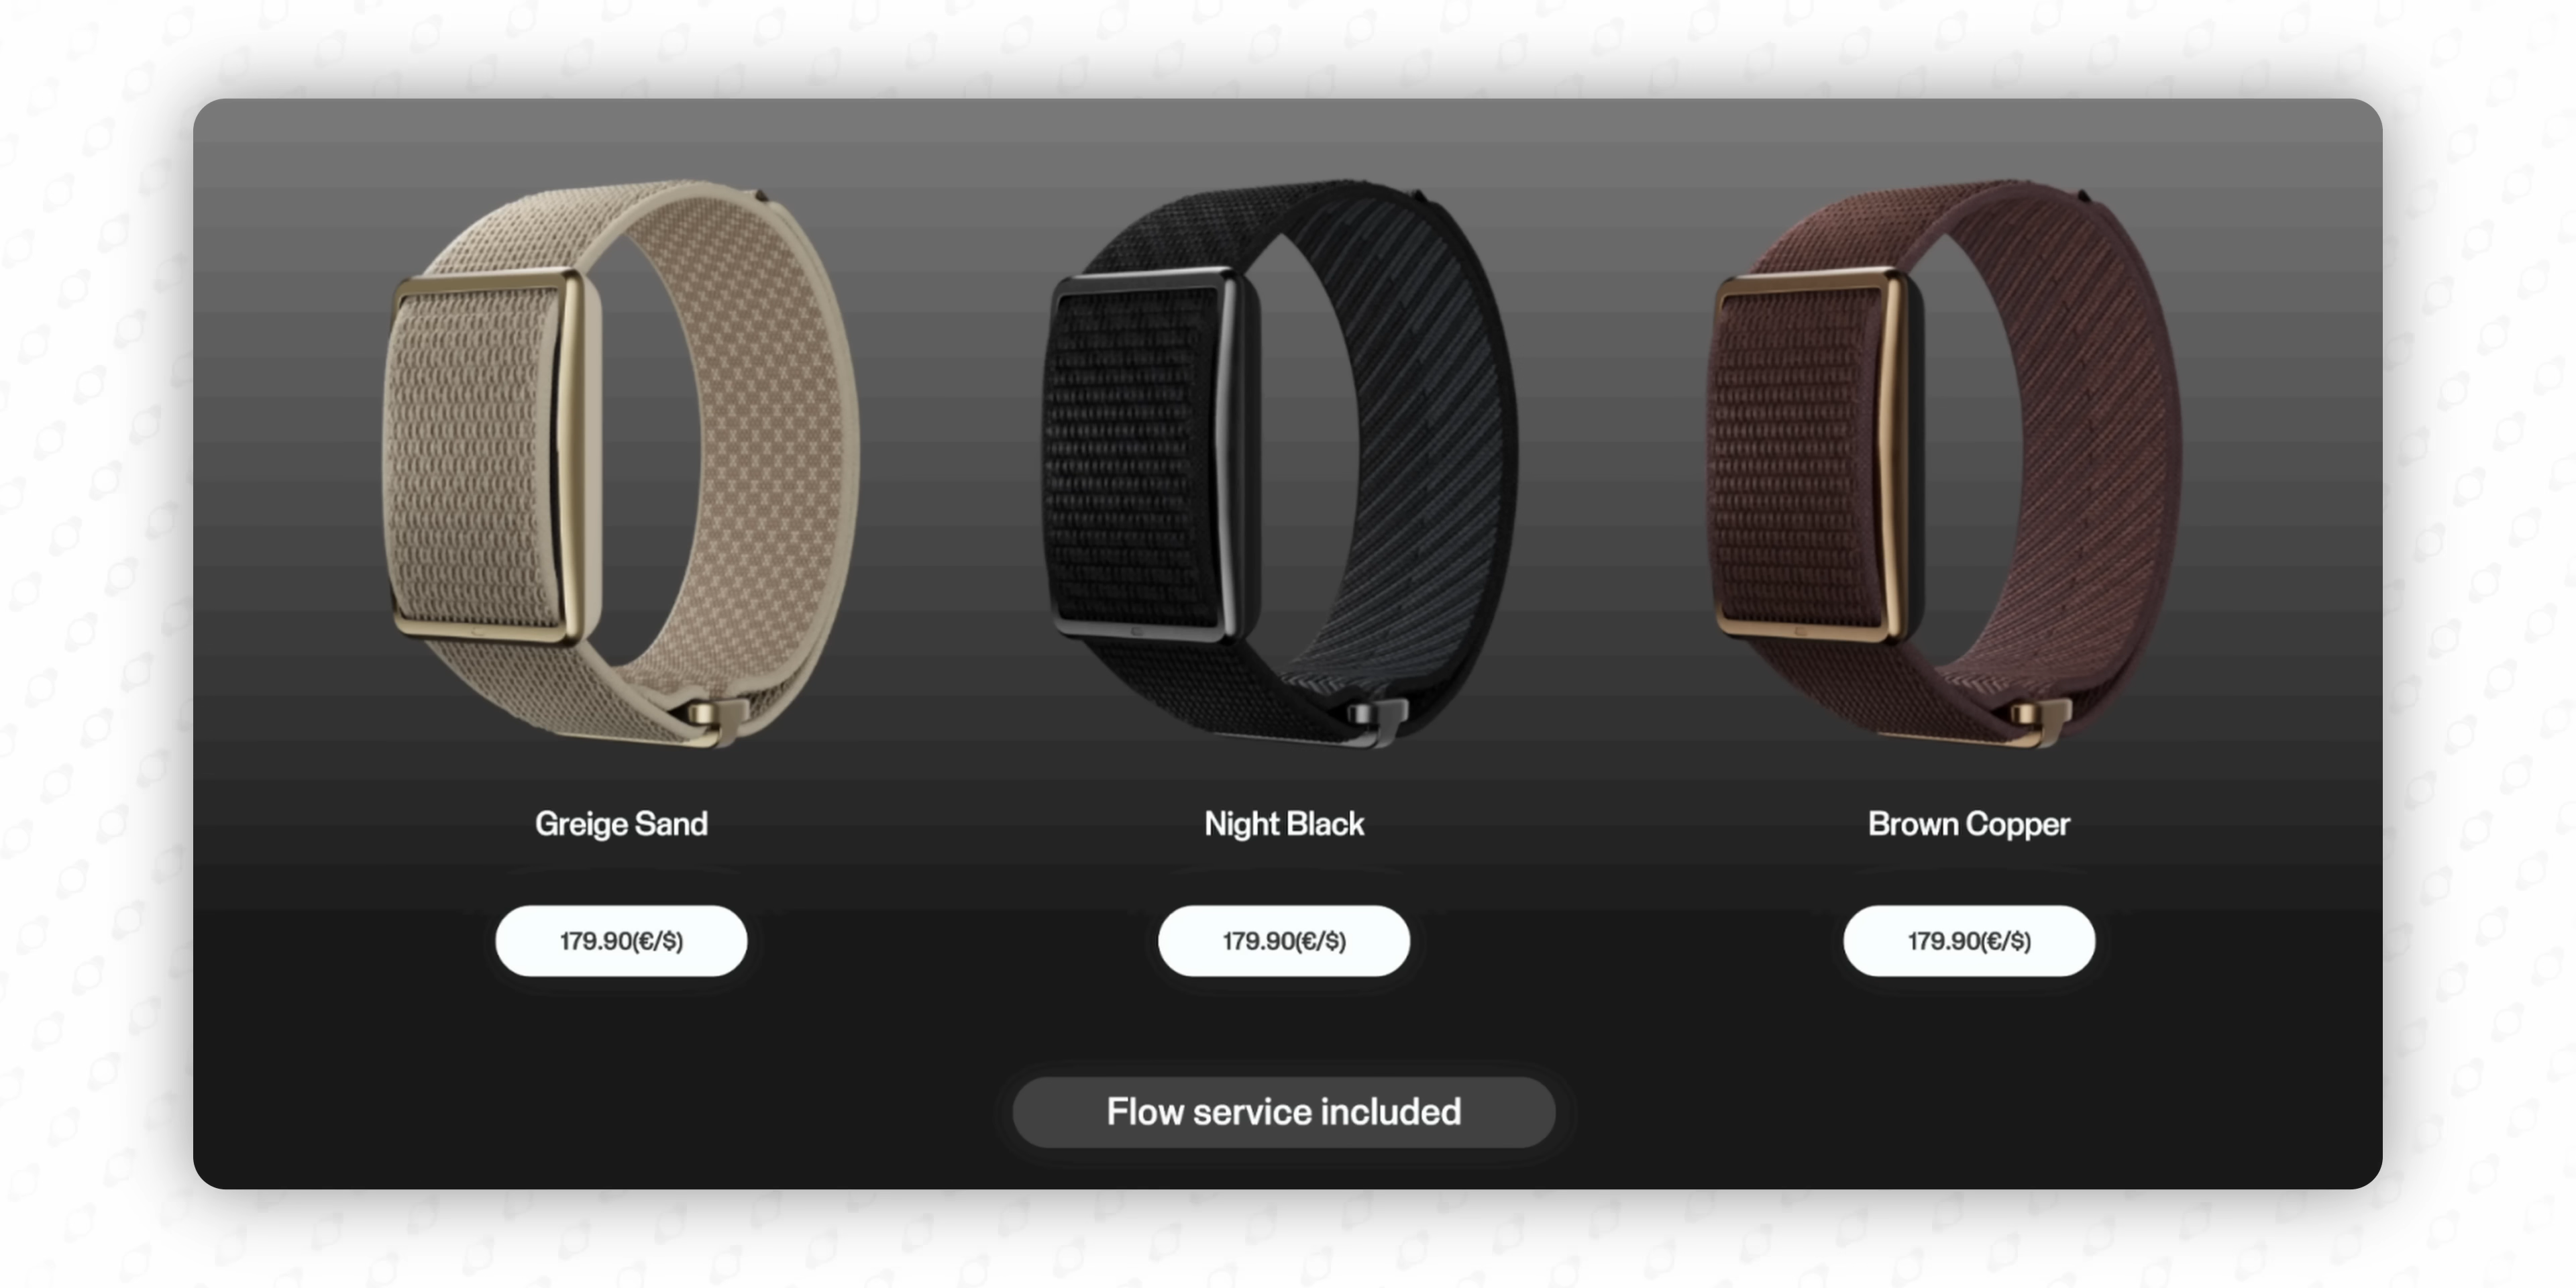 Greige Sand
Night Black
Brown Copper
179.90(€/$)
179.90(€/$)
179.90(€/$)
Flow service included